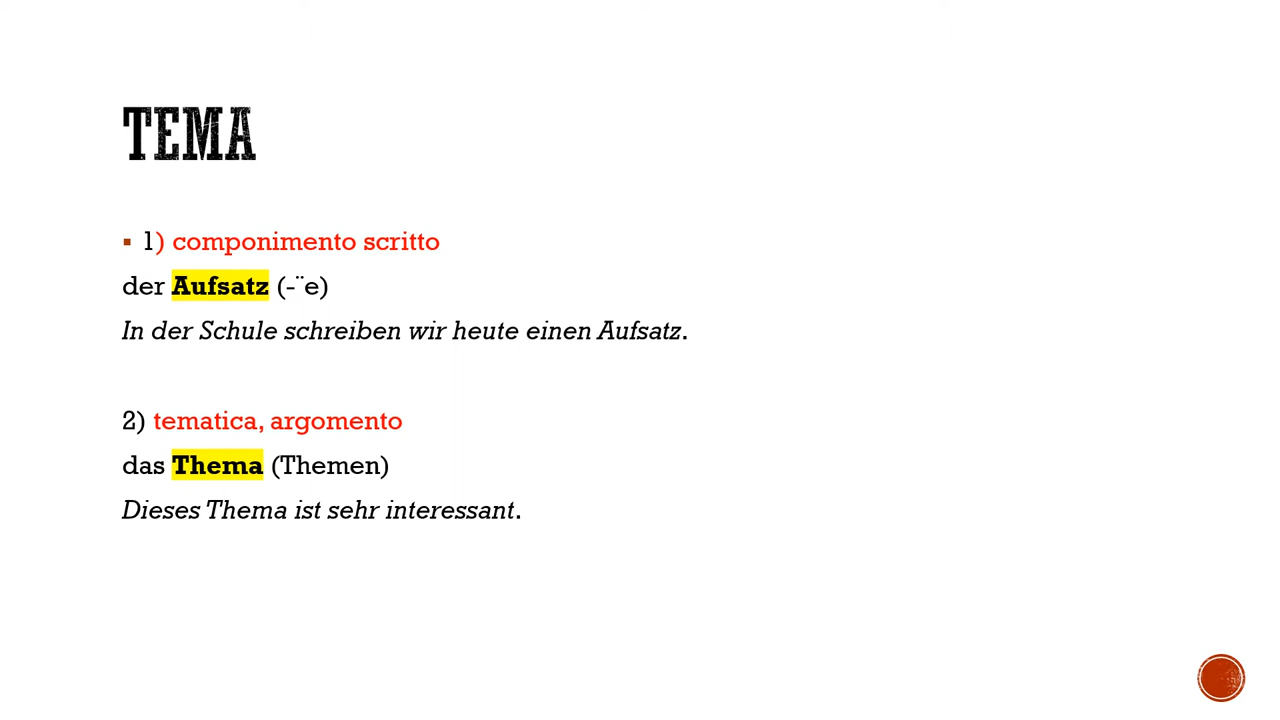 TEMA
▪ 1) componimento scritto
der Aufsatz (-¨e)
In der Schule schreiben wir heute einen Aufsatz.
2) tematica, argomento
das Thema (Themen)
Dieses Thema ist sehr interessant.